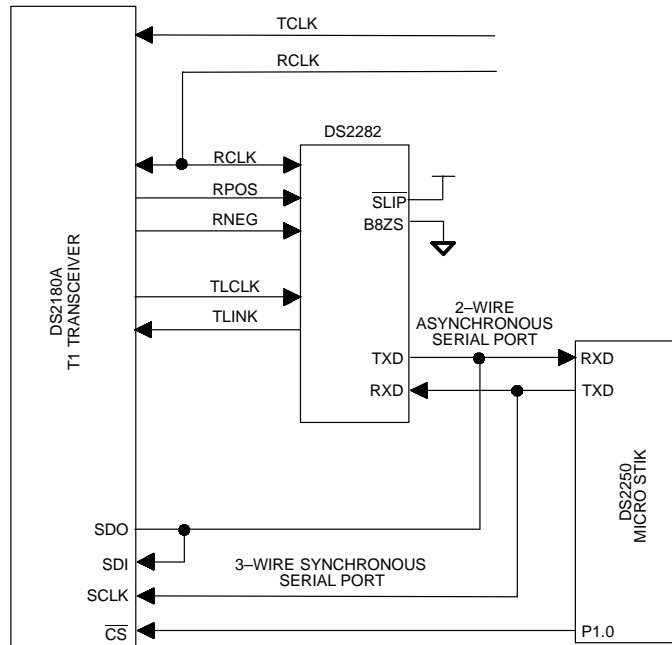 TCLK
RCLK
DS2282
RCLK
RPOS
RNEG
SLIP
B8ZS
DS2180A
T1 TRANSCEIVER
TLCLK
TLINK
2–WIRE
ASYNCHRONOUS
SERIAL PORT
TXD
RXD
RXD
TXD
DS2250
MICRO STIK
SDO
SDI
3–WIRE SYNCHRONOUS
SERIAL PORT
SCLK
CS
P1.0